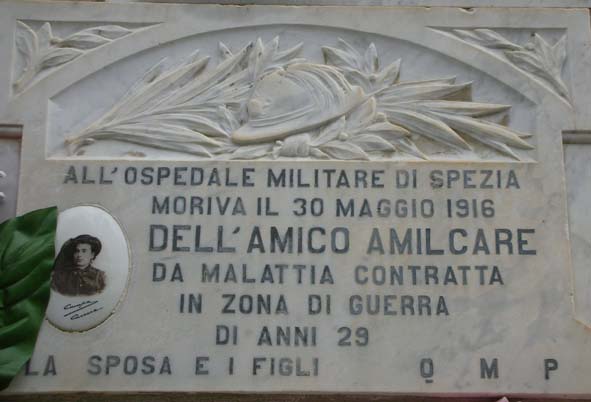 ALL'OSPEDALE MILITARE DI SPEZIA
MORIVA IL 30 MAGGIO 1916
DELL'AMICO AMILCARE
DA MALATTIA CONTRATTA
IN ZONA DI GUERRA
DI ANNI 29
LA SPOSA E I FIGLI Q M P